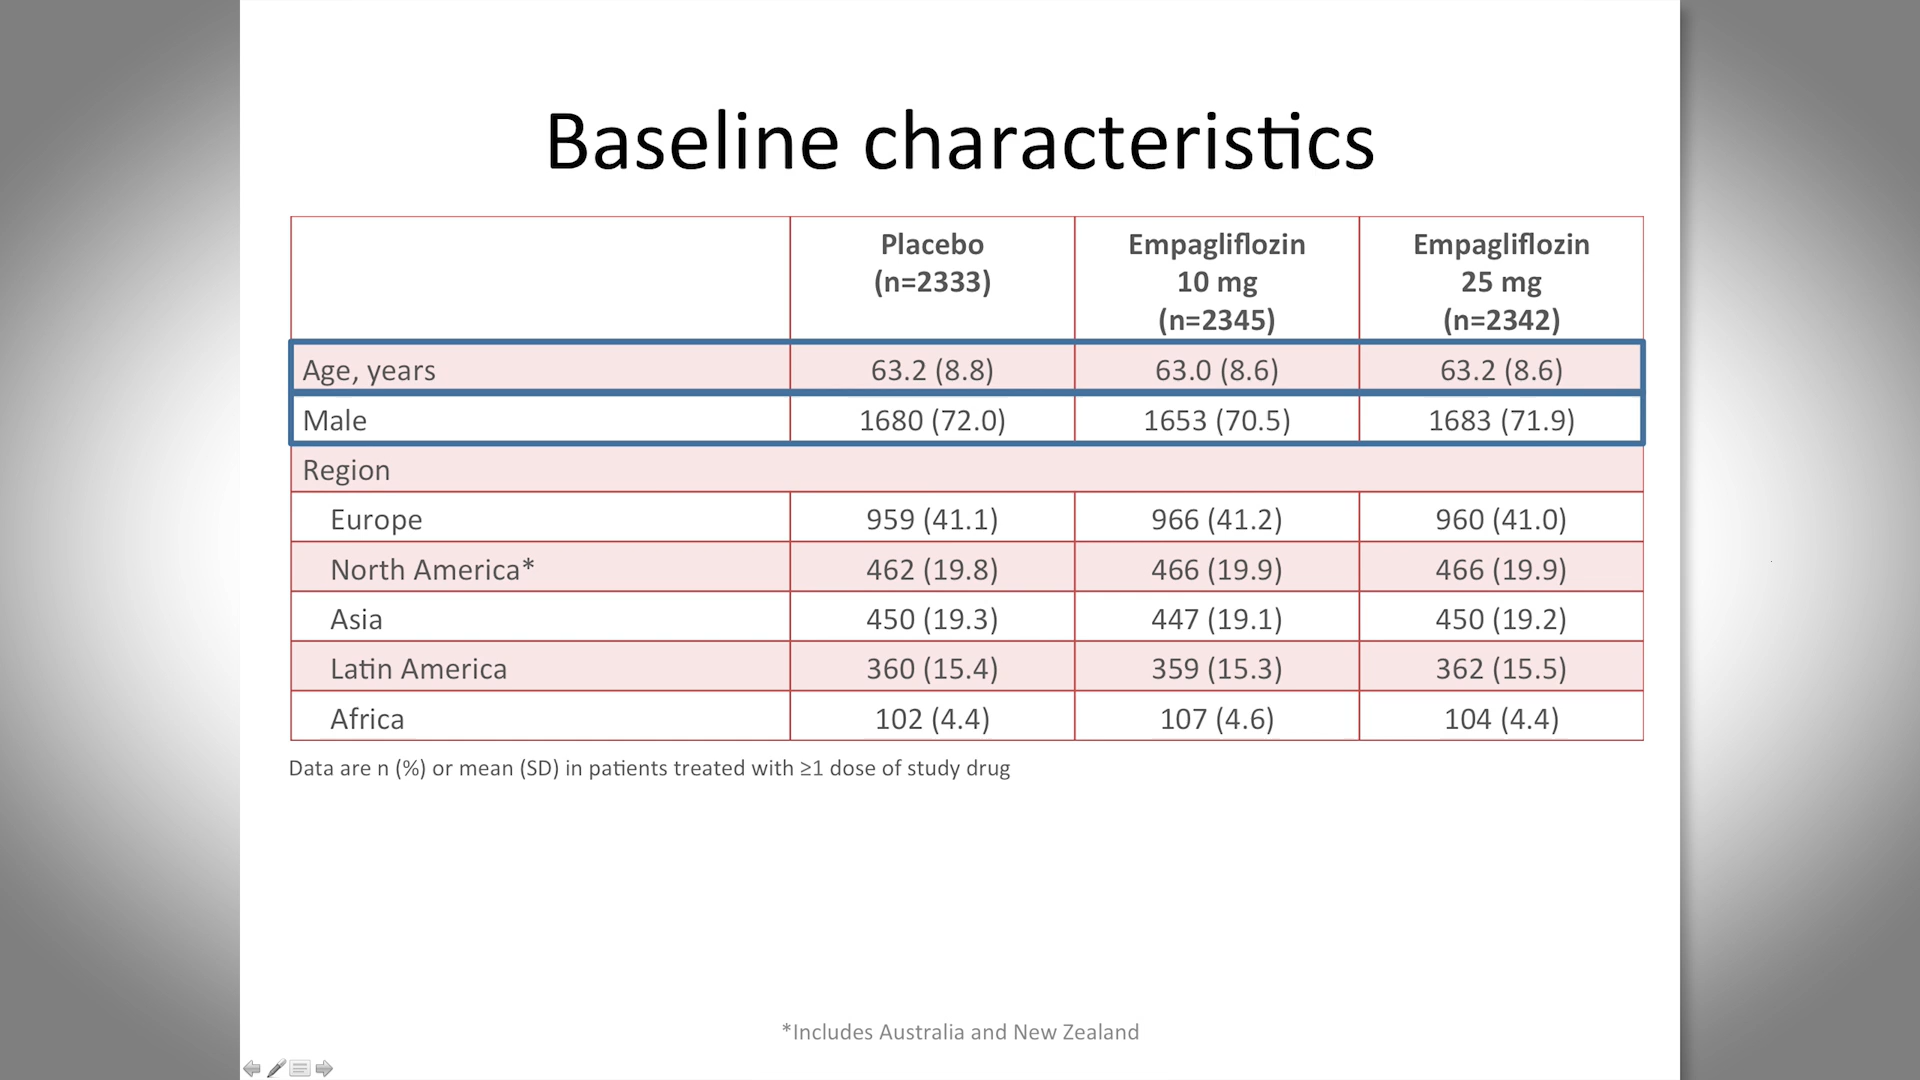 Baseline characteristics
Placebo
(n=2333)
Empagliflozin
10 mg
(n=2345)
Empagliflozin
25 mg
(n=2342)
Age, years 63.2 (8.8) 63.0 (8.6) 63.2 (8.6)
Male 1680 (72.0) 1653 (70.5) 1683 (71.9)
Region
Europe 959 (41.1) 966 (41.2) 960 (41.0)
North America* 462 (19.8) 466 (19.9) 466 (19.9)
Asia 450 (19.3) 447 (19.1) 450 (19.2)
Latin America 360 (15.4) 359 (15.3) 362 (15.5)
Africa 102 (4.4) 107 (4.6) 104 (4.4)
Data are n (%) or mean (SD) in patients treated with ≥1 dose of study drug
*Includes Australia and New Zealand